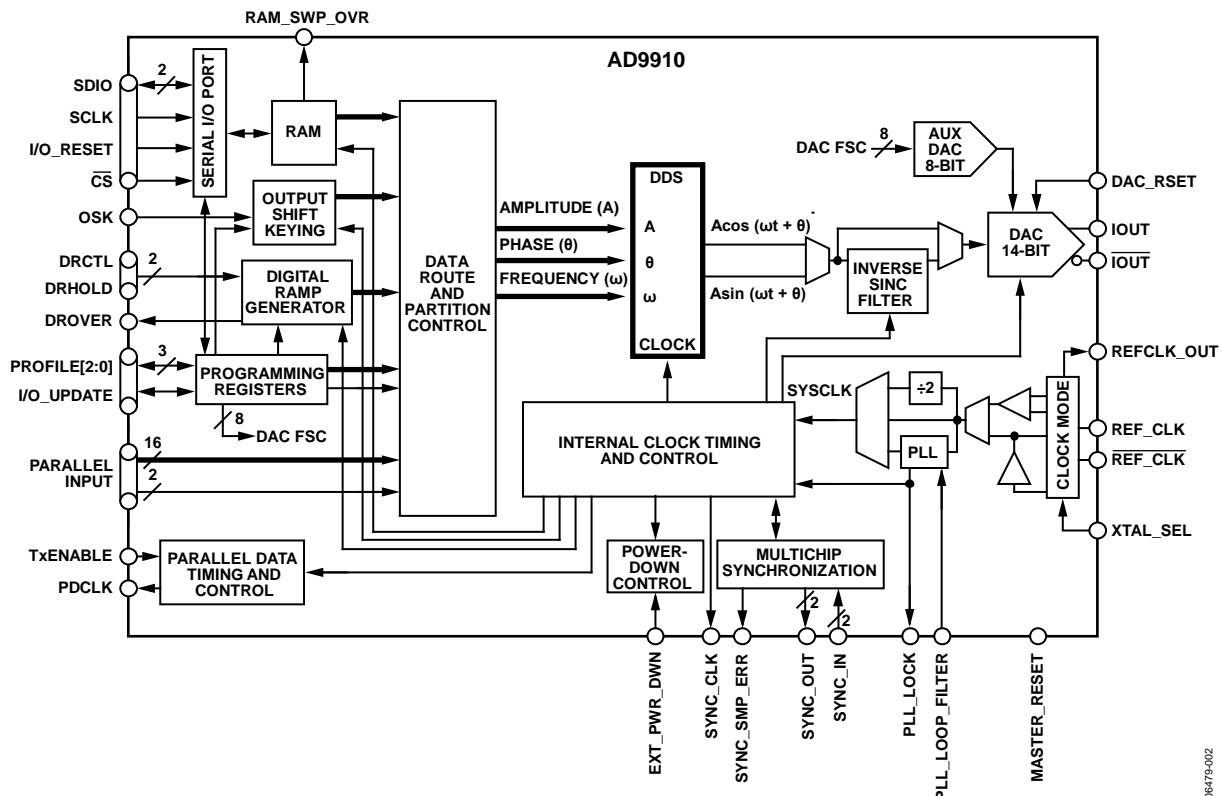 RAM_SWP_OVR
AD9910
SDIO
2
SCLK
I/O_RESET
CS
SERIAL I/O PORT
RAM
OSK
OUTPUT
SHIFT
KEYING
DRCTL
2
DRHOLD
DIGITAL
RAMP
GENERATOR
DROVER
PROFILE[2:0]
3
I/O_UPDATE
PROGRAMMING
REGISTERS
8
DAC FSC
PARALLEL
INPUT
16
2
TxENABLE
PDCLK
PARALLEL DATA
TIMING AND
CONTROL
DATA
ROUTE
AND
PARTITION
CONTROL
AMPLITUDE (A)
PHASE (θ)
FREQUENCY (ω)
DDS
A
θ
ω
CLOCK
Acos (ωt + θ)
Asin (ωt + θ)
INVERSE
SINC
FILTER
DAC FSC
8
AUX
DAC
8-BIT
DAC
14-BIT
DAC_RSET
IOUT
IOUT
REFCLK_OUT
CLOCK MODE
REF_CLK
REF_CLK
XTAL_SEL
SYSCLK
÷2
PLL
INTERNAL CLOCK TIMING
AND CONTROL
POWER-
DOWN
CONTROL
MULTICHIP
SYNCHRONIZATION
2
2
EXT_PWR_DWN
SYNC_CLK
SYNC_SMP_ERR
SYNC_OUT
SYNC_IN
PLL_LOCK
PLL_LOOP_FILTER
MASTER_RESET
06479-002